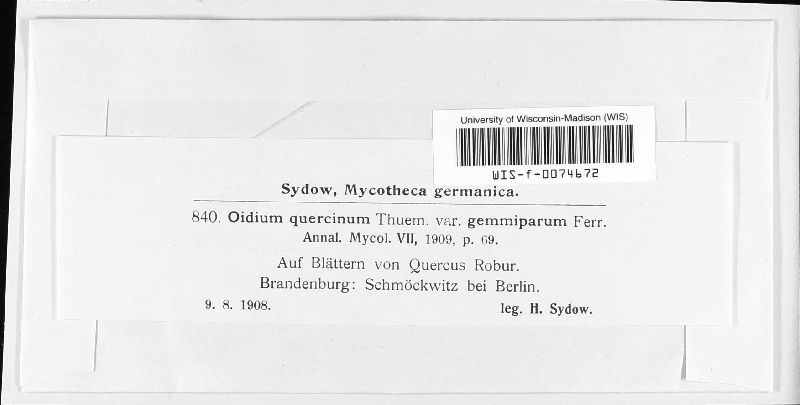 University of Wisconsin-Madison (WIS)
WIS-f-0074672
Sydow, Mycotheca germanica.
840. Oidium quercinum Thuem. var. gemmiparum Ferr.
Annal. Mycol. VII, 1909, p. 69.
Auf Blättern von Quercus Robur.
Brandenburg: Schmöckwitz bei Berlin.
9. 8. 1908. leg. H. Sydow.